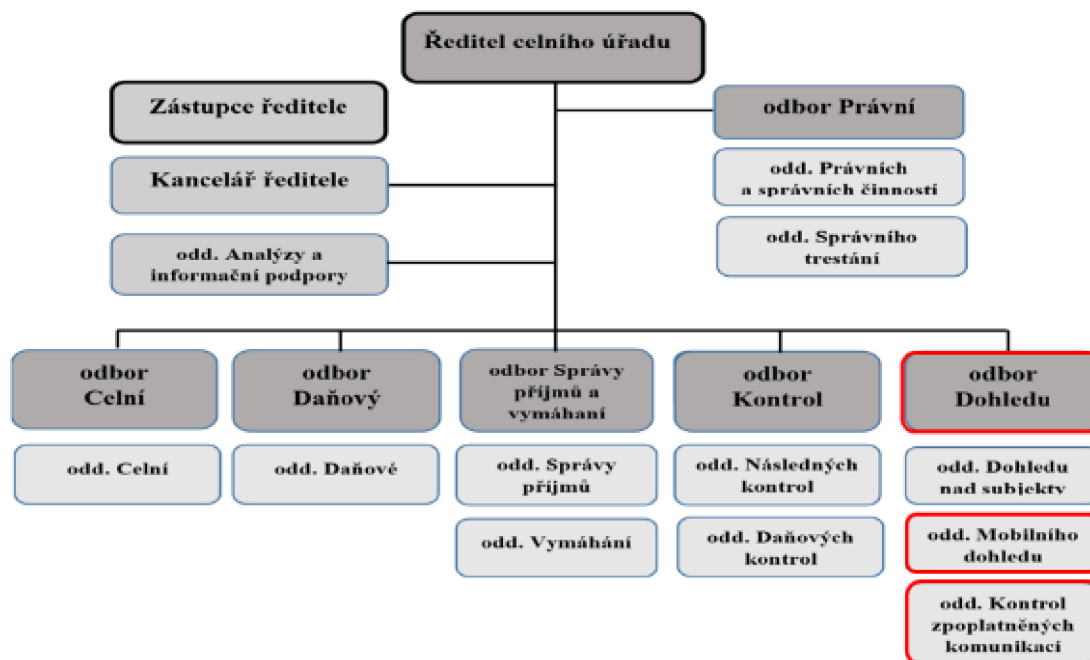 Ředitel celního úřadu
Zástupce ředitele
odbor Právní
Kancelář ředitele
odd. Právních
a správních činností
odd. Analýzy a
informační podpory
odd. Správního
trestání
odbor
Celní
odbor
Daňový
odbor Správy
příjmů a
vymáhaní
odbor
Kontrol
odbor
Dohledu
odd. Celní
odd. Daňové
odd. Správy
příjmů
odd. Následných
kontrol
odd. Dohledu
nad subjekty
odd. Vymáhání
odd. Daňových
kontrol
odd. Mobilního
dohledu
odd. Kontrol
zpoplatněných
komunikací